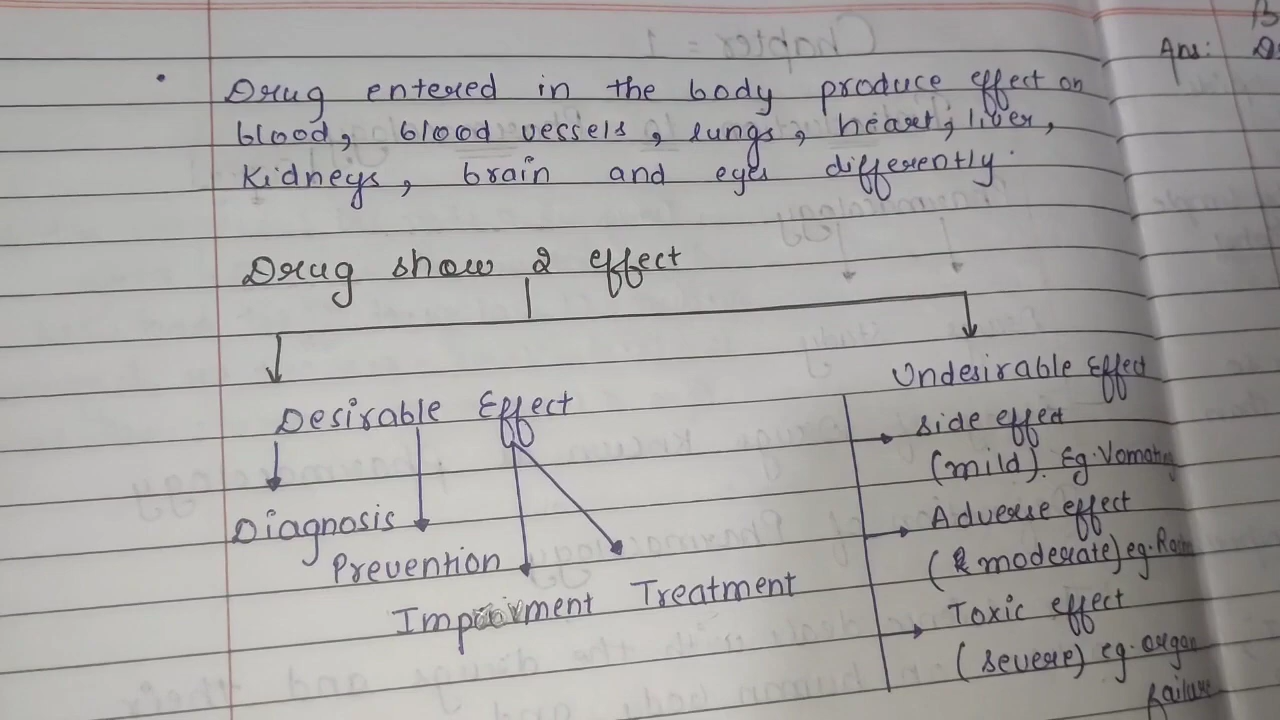 Drug entered in the body produce effect on
blood, blood vessels, lungs, heart, liver,
Kidneys, brain and eyes differently.
Drug show 2 effect
Desirable Effect
Diagnosis
Prevention
Impairment
Treatment
Undesirable Effect
→ side effect
(mild). Eg. Vomating
→ Adverse effect
(moderate) eg.
→ Toxic effect
(severe) eg. organ
failure
Ans:
Chapter = 1